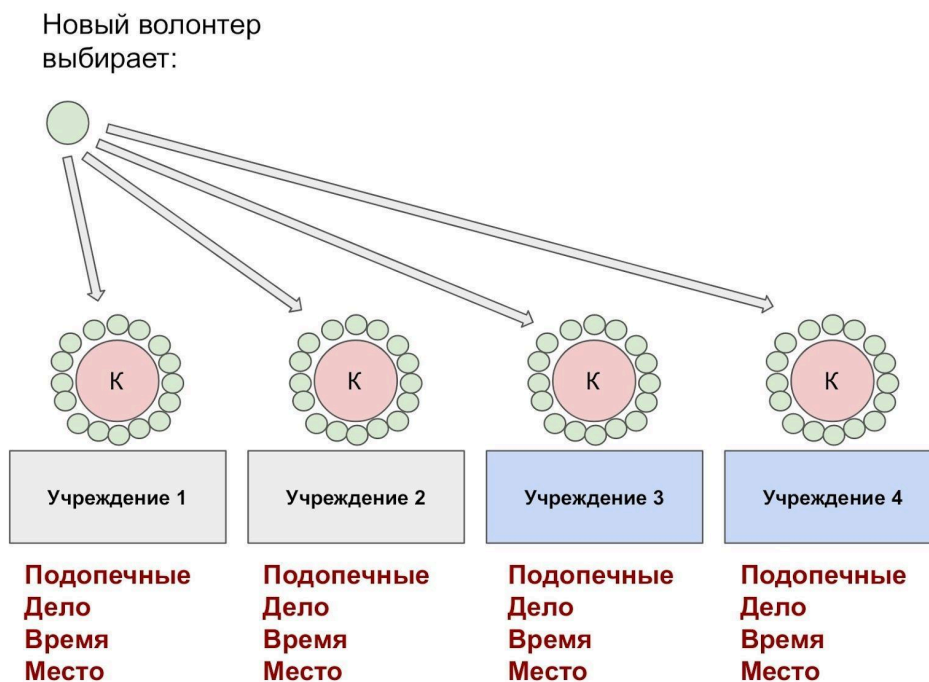 Новый волонтер
выбирает:
К
К
К
К
Учреждение 1
Учреждение 2
Учреждение 3
Учреждение 4
Подопечные
Дело
Время
Место
Подопечные
Дело
Время
Место
Подопечные
Дело
Время
Место
Подопечные
Дело
Время
Место